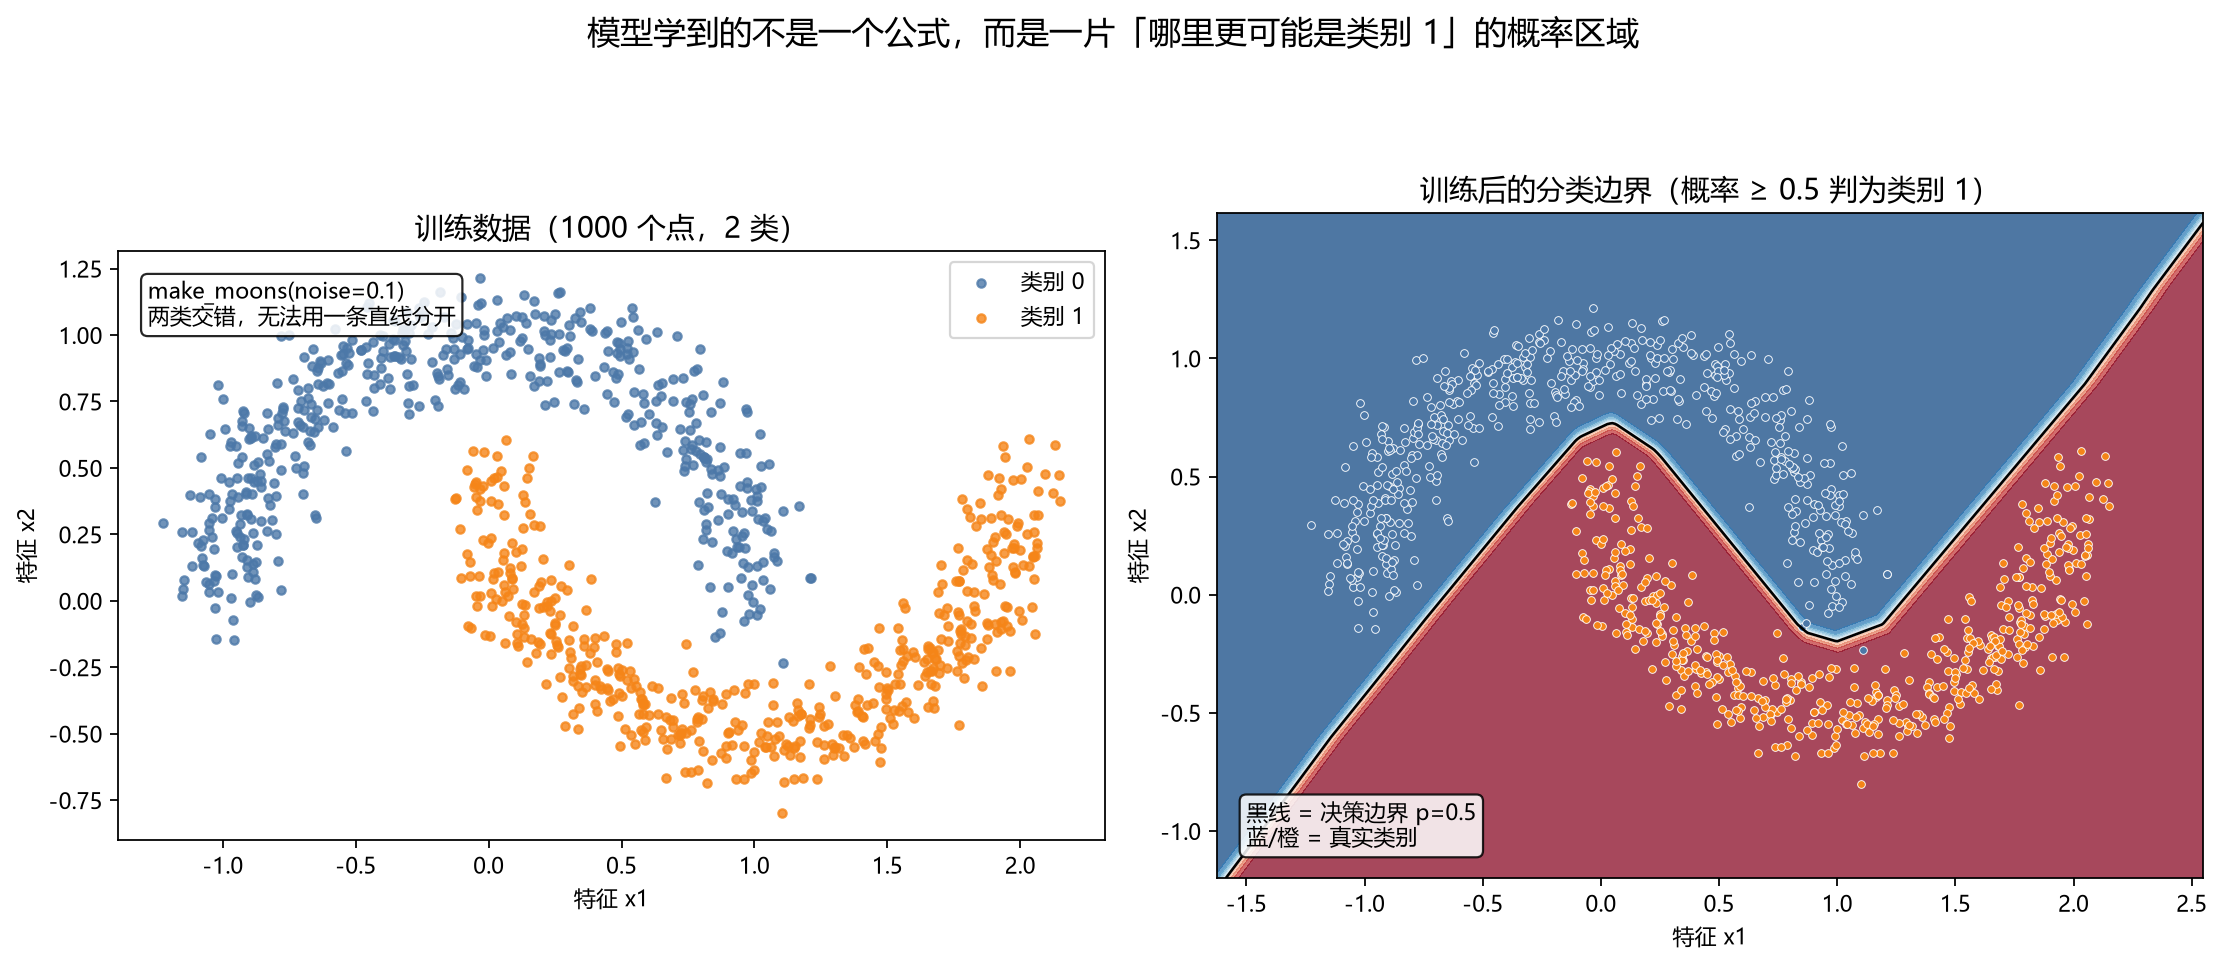 模型学到的不是一个公式，而是一片「哪里更可能是类别 1」的概率区域
训练数据（1000 个点，2 类）
make_moons(noise=0.1)
两类交错，无法用一条直线分开
类别 0
类别 1
1.25
1.00
0.75
0.50
0.25
0.00
-0.25
-0.50
-0.75
特征 x2
-1.0
-0.5
0.0
0.5
1.0
1.5
2.0
特征 x1
训练后的分类边界（概率 ≥ 0.5 判为类别 1）
1.5
1.0
0.5
0.0
-0.5
-1.0
特征 x2
黑线 = 决策边界 p=0.5
蓝/橙 = 真实类别
-1.5
-1.0
-0.5
0.0
0.5
1.0
1.5
2.0
2.5
特征 x1